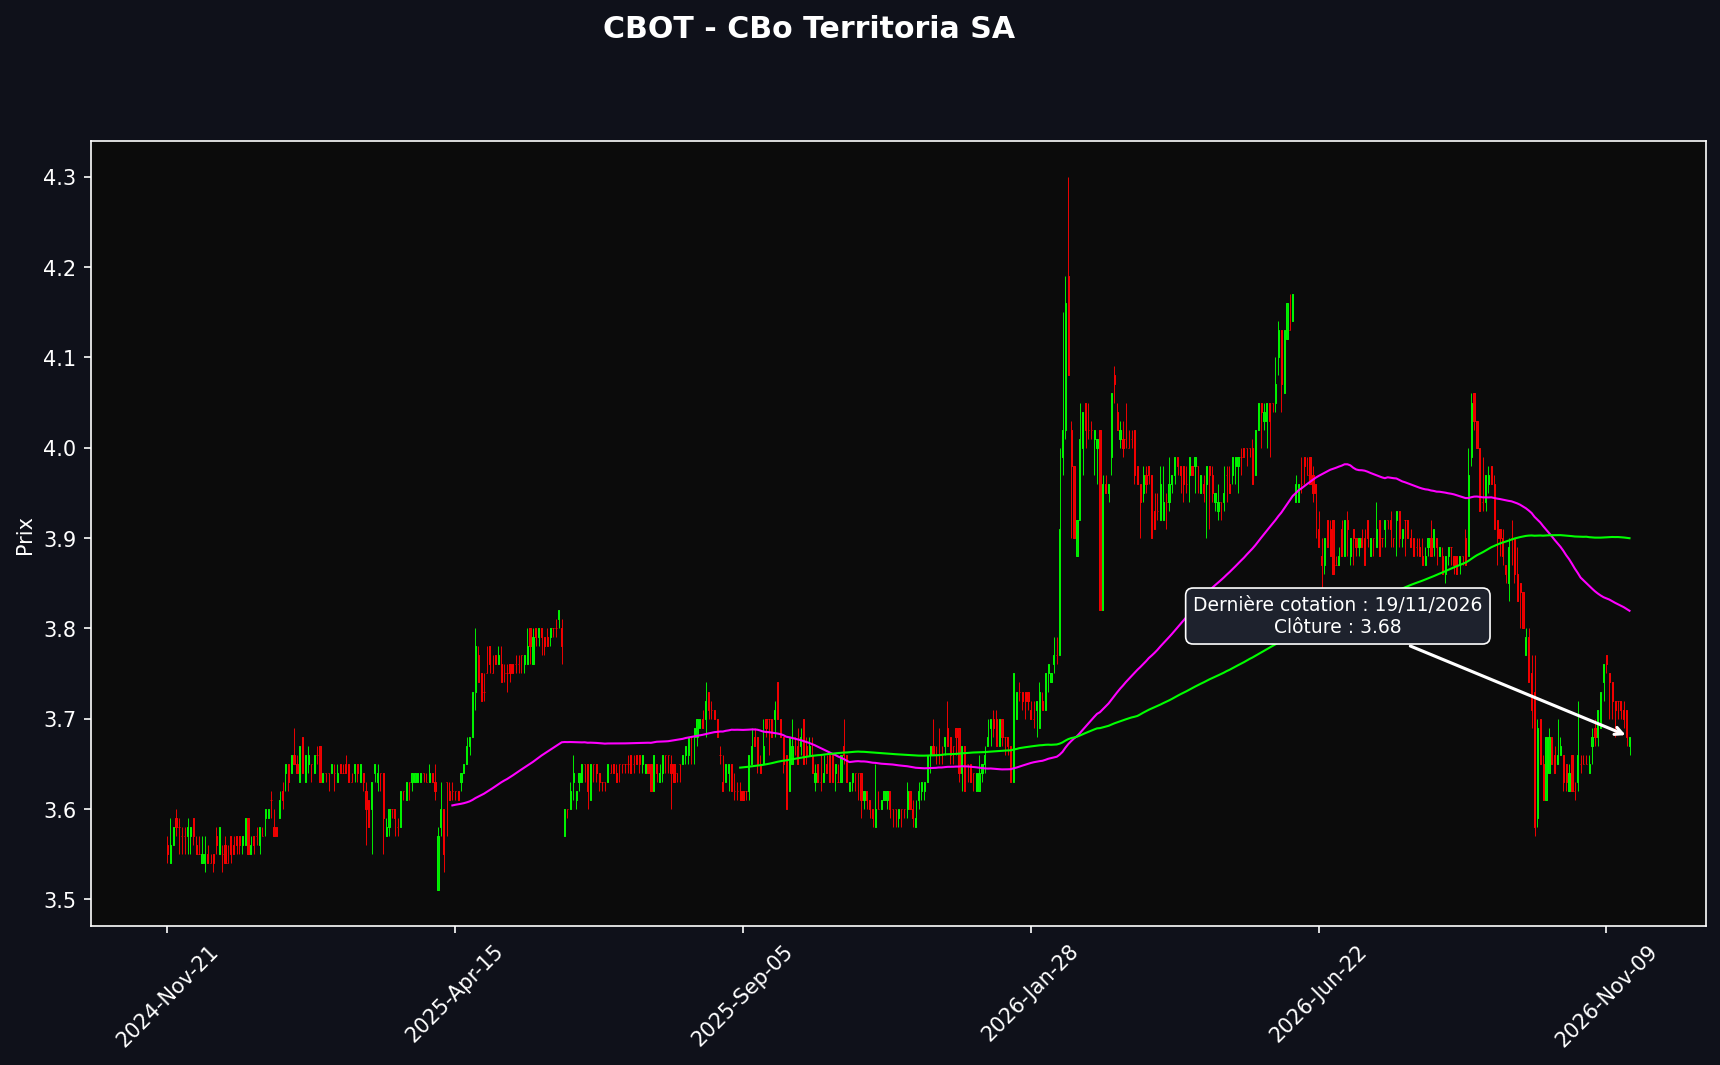 CBOT - CBo Territoria SA
Prix
4.3
4.2
4.1
4.0
3.9
3.8
3.7
3.6
3.5
Dernière cotation : 19/11/2026
Clôture : 3.68
2024-Nov-21
2025-Apr-15
2025-Sep-05
2026-Jan-28
2026-Jun-22
2026-Nov-09